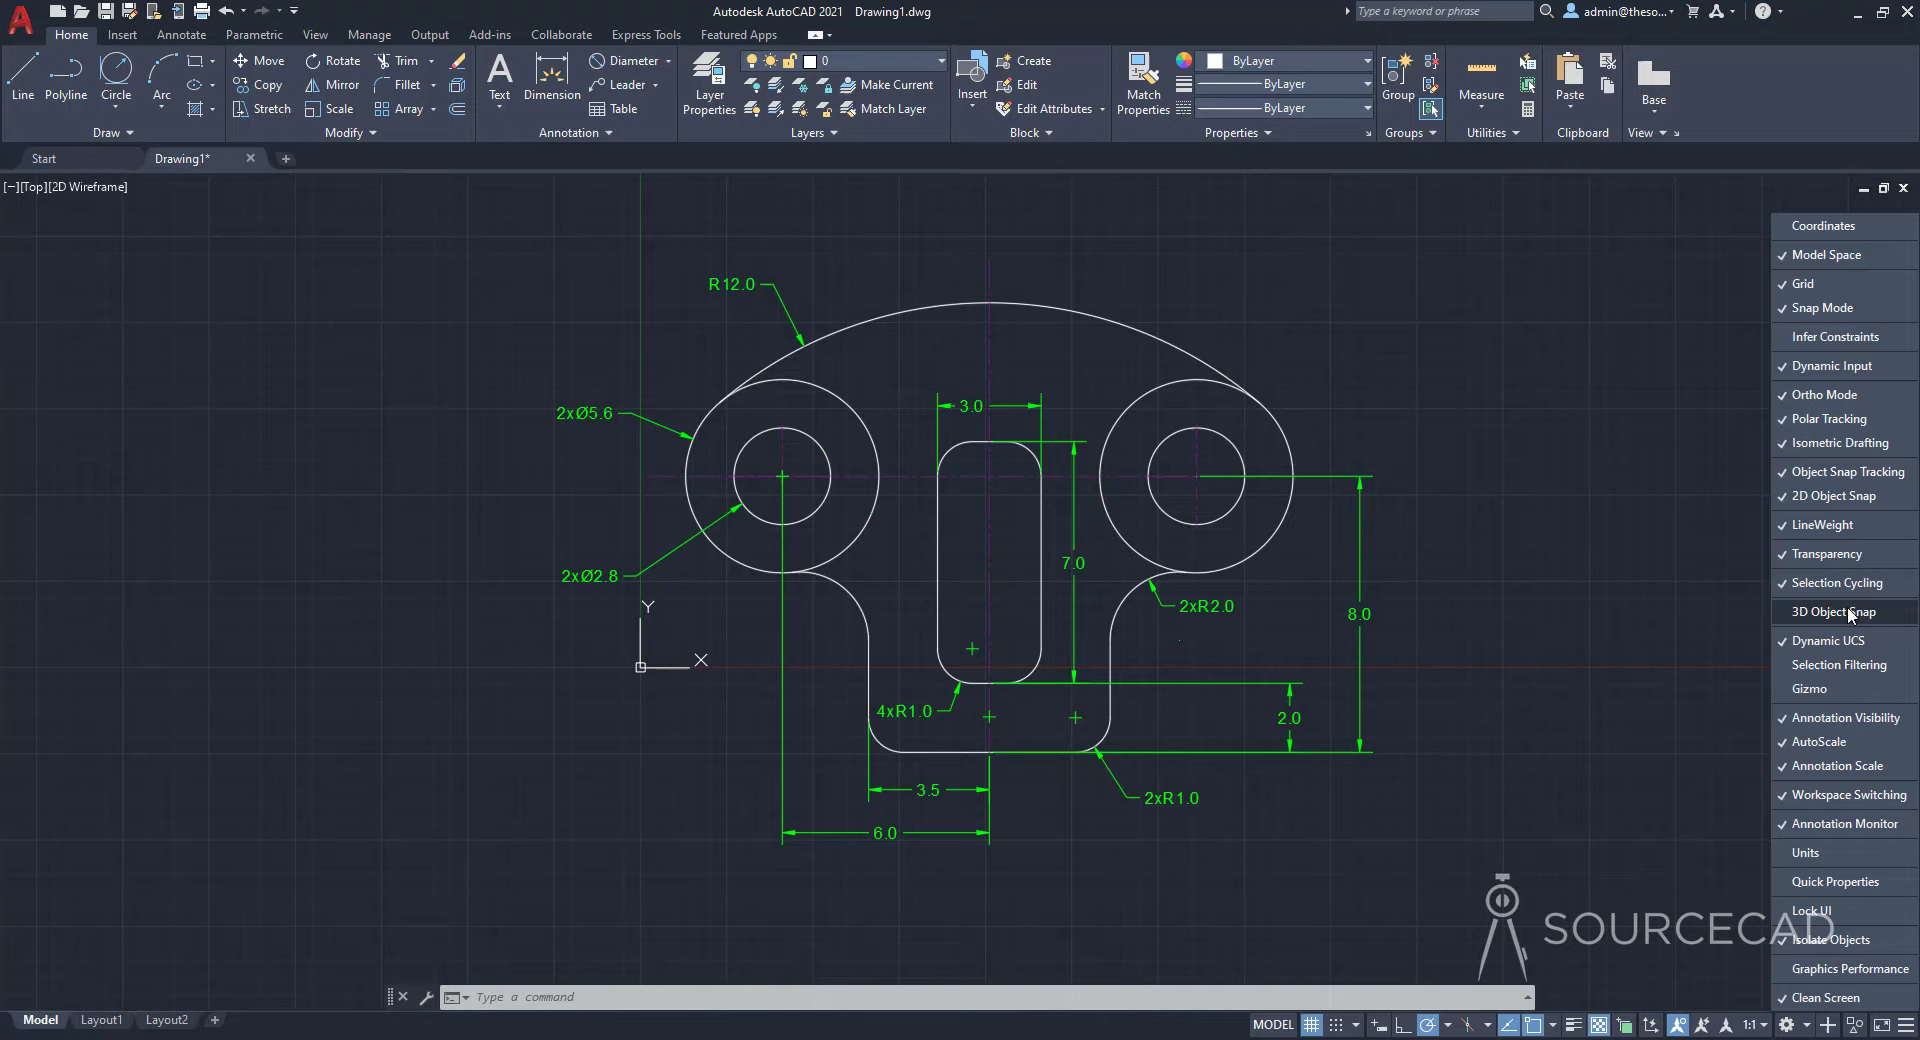 Autodesk AutoCAD 2021 Drawing1.dwg
Type a keyword or phrase
admin@theso...
Home Insert Annotate Parametric View Manage Output Add-ins Collaborate Express Tools Featured Apps
Line Polyline Circle Arc
Move Rotate Trim
Copy Mirror Fillet
Stretch Scale Array
Text Dimension
Diameter
Leader
Table
Layer Properties
0
Make Current
Match Layer
Insert
Create
Edit
Edit Attributes
Match Properties
ByLayer
ByLayer
ByLayer
Group Measure Paste Base
Draw Modify Annotation Layers Block Properties Groups Utilities Clipboard View
Start Drawing1*
[−][Top][2D Wireframe]
Coordinates
Model Space
Grid
Snap Mode
Infer Constraints
Dynamic Input
Ortho Mode
Polar Tracking
Isometric Drafting
Object Snap Tracking
2D Object Snap
LineWeight
Transparency
Selection Cycling
3D Object Snap
Dynamic UCS
Selection Filtering
Gizmo
Annotation Visibility
AutoScale
Annotation Scale
Workspace Switching
Annotation Monitor
Units
Quick Properties
Lock UI
Isolate Objects
Graphics Performance
Clean Screen
R12.0
2xØ5.6
3.0
7.0
2xØ2.8
2xR2.0
8.0
Y
X
4xR1.0
2.0
3.5
2xR1.0
6.0
SOURCECAD
Type a command
Model Layout1 Layout2
MODEL
1:1